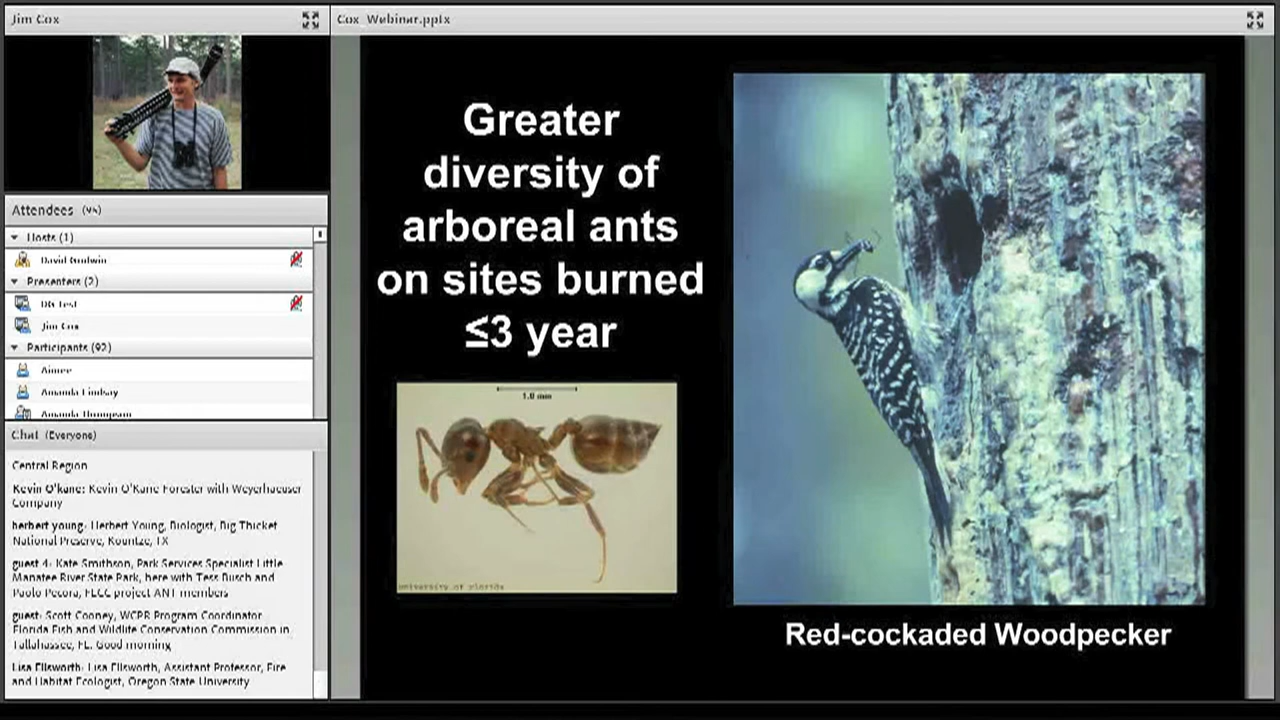 Jim Cox
Cox_Webinar.pptx
Attendees
Hosts (1)
David Godwin
Presenters (2)
Jim Cox
Participants (92)
Aimee
Amanda Lindsay
Amanda Thompson
Chat (Everyone)
Central Region
Kevin O'kane: Kevin O'Kane Forester with Weyerhaeuser
Company
herbert young: Herbert Young, Biologist, Big Thicket
National Preserve, Kountze, TX
guest 4: Kate Smithson, Park Services Specialist Little
Manatee River State Park, here with Tess Busch and
Paolo Pecora, FLCC project ANT members
guest: Scott Cooney, WCPR Program Coordinator
Florida Fish and Wildlife Conservation Commission in
Tallahassee, FL. Good morning
Lisa Ellsworth: Lisa Ellsworth, Assistant Professor, Fire
and Habitat Ecologist, Oregon State University
Greater
diversity of
arboreal ants
on sites burned
≤3 year
1.0 mm
University of Florida
Red-cockaded Woodpecker